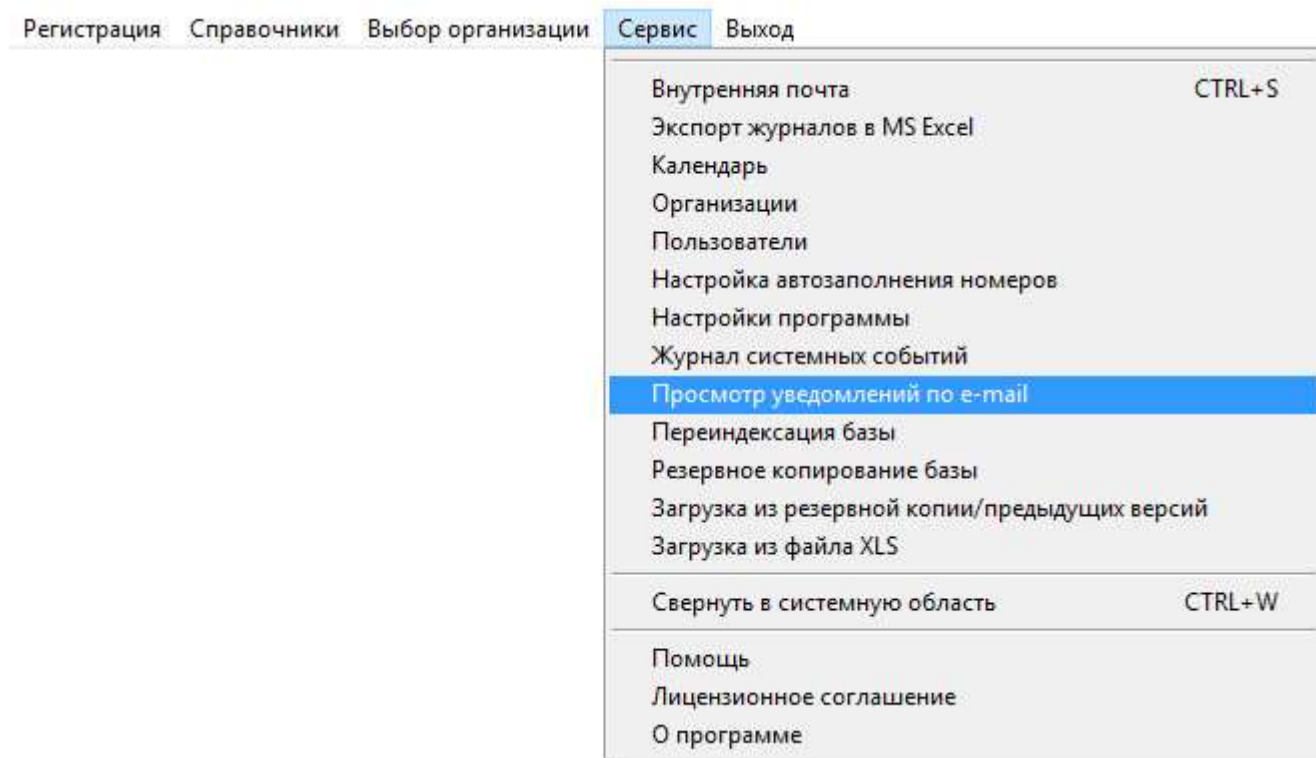 Регистрация Справочники Выбор организации Сервис Выход
Внутренняя почта CTRL+S
Экспорт журналов в MS Excel
Календарь
Организации
Пользователи
Настройка автозаполнения номеров
Настройки программы
Журнал системных событий
Просмотр уведомлений по e-mail
Переиндексация базы
Резервное копирование базы
Загрузка из резервной копии/предыдущих версий
Загрузка из файла XLS
Свернуть в системную область CTRL+W
Помощь
Лицензионное соглашение
О программе